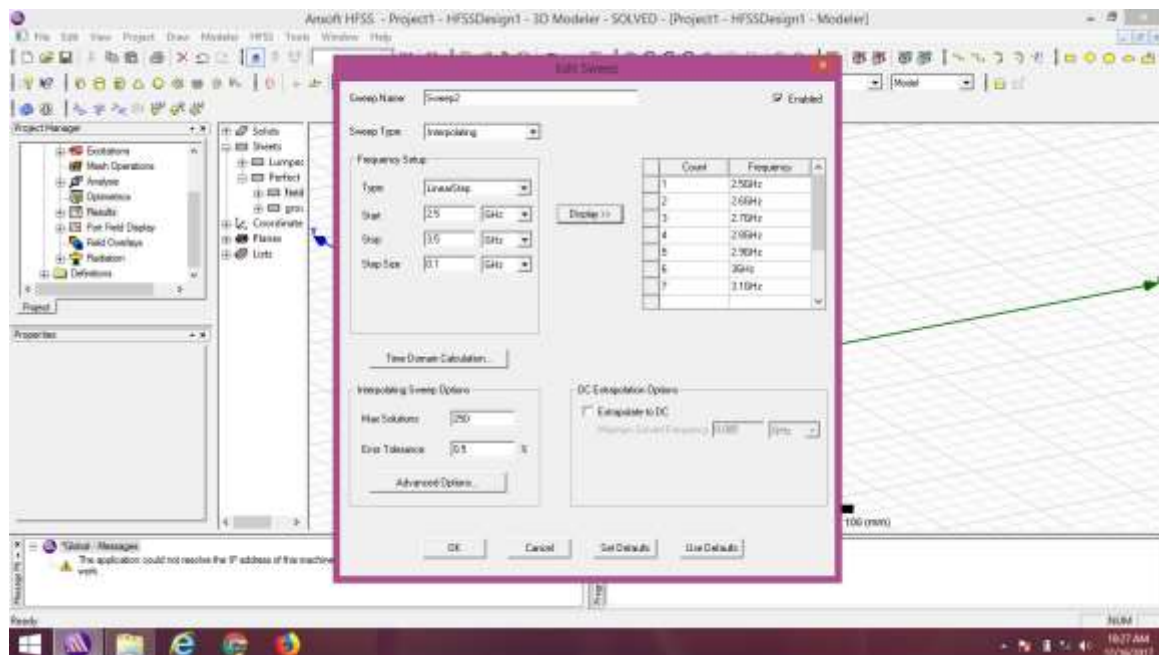 Ansoft HFSS - Project1 - HFSSDesign1 - 3D Modeler - SOLVED - [Project1 - HFSSDesign1 - Modeler]
File Edit View Project Draw Modeler HFSS Tools Window Help
Model
Project Manager
Excitations
Mesh Operations
Analysis
Optimetrics
Results
Port Field Display
Field Overlays
Radiation
Definitions
Project
Properties
Solids
Sheets
Lumped
Perfect
Coordinate
Planes
Lists
Edit Sweep
Sweep Name Sweep2
Enabled
Sweep Type Interpolating
Frequency Setup
Type LinearStep
Start 2.5 GHz
Stop 3.5 GHz
Step Size 0.1 GHz
Display >>
Count Frequency
1 2.5GHz
2 2.6GHz
3 2.7GHz
4 2.8GHz
5 2.9GHz
6 3GHz
7 3.1GHz
Time Domain Calculation...
Interpolating Sweep Options
Max Solutions 250
Error Tolerance 0.5 %
Advanced Options...
DC Extrapolation Options
Extrapolate to DC
Minimum Solved Frequency GHz
OK Cancel Set Defaults Use Defaults
100 (mm)
*Global - Messages
The application could not resolve the IP address of this machine
work.
Ready
NUM
10:27 AM